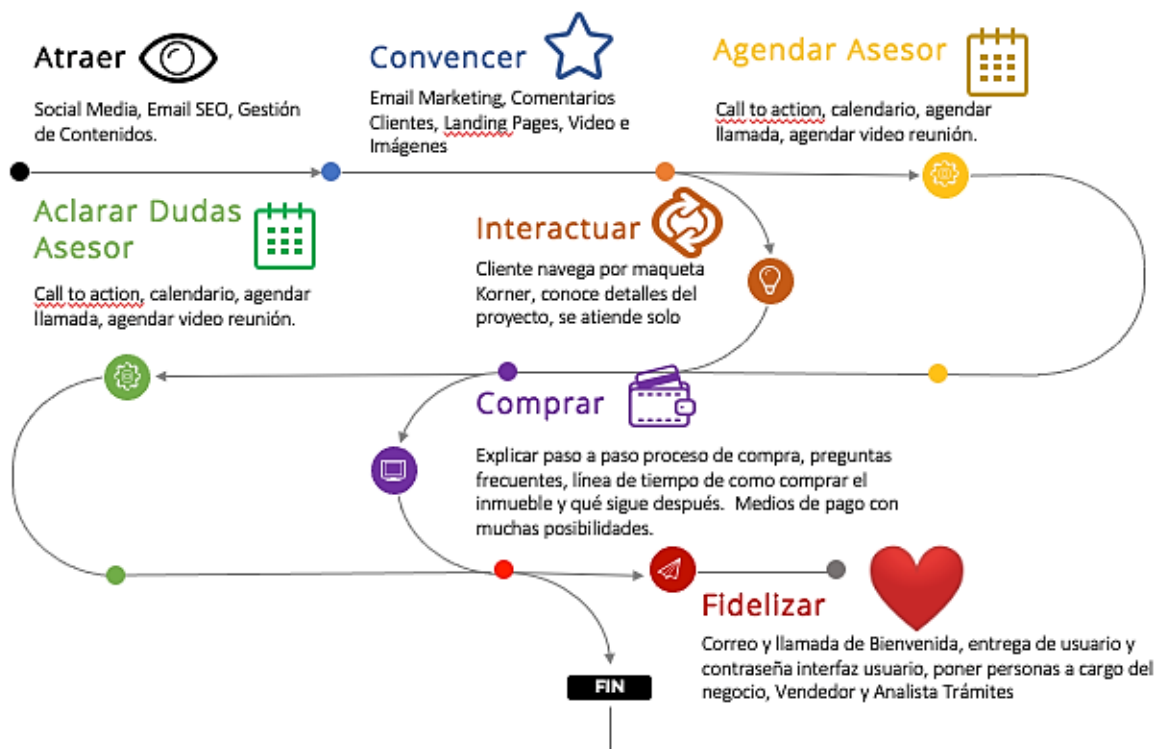 Atraer
Social Media, Email SEO, Gestión
de Contenidos.
Convencer
Email Marketing, Comentarios
Clientes, Landing Pages, Video e
Imágenes
Agendar Asesor
Call to action, calendario, agendar
llamada, agendar video reunión.
Aclarar Dudas
Asesor
Call to action, calendario, agendar
llamada, agendar video reunión.
Interactuar
Cliente navega por maqueta
Korner, conoce detalles del
proyecto, se atiende solo
Comprar
Explicar paso a paso proceso de compra, preguntas
frecuentes, línea de tiempo de como comprar el
inmueble y qué sigue después.  Medios de pago con
muchas posibilidades.
Fidelizar
Correo y llamada de Bienvenida, entrega de usuario y
contraseña interfaz usuario, poner personas a cargo del
negocio, Vendedor y Analista Trámites
FIN